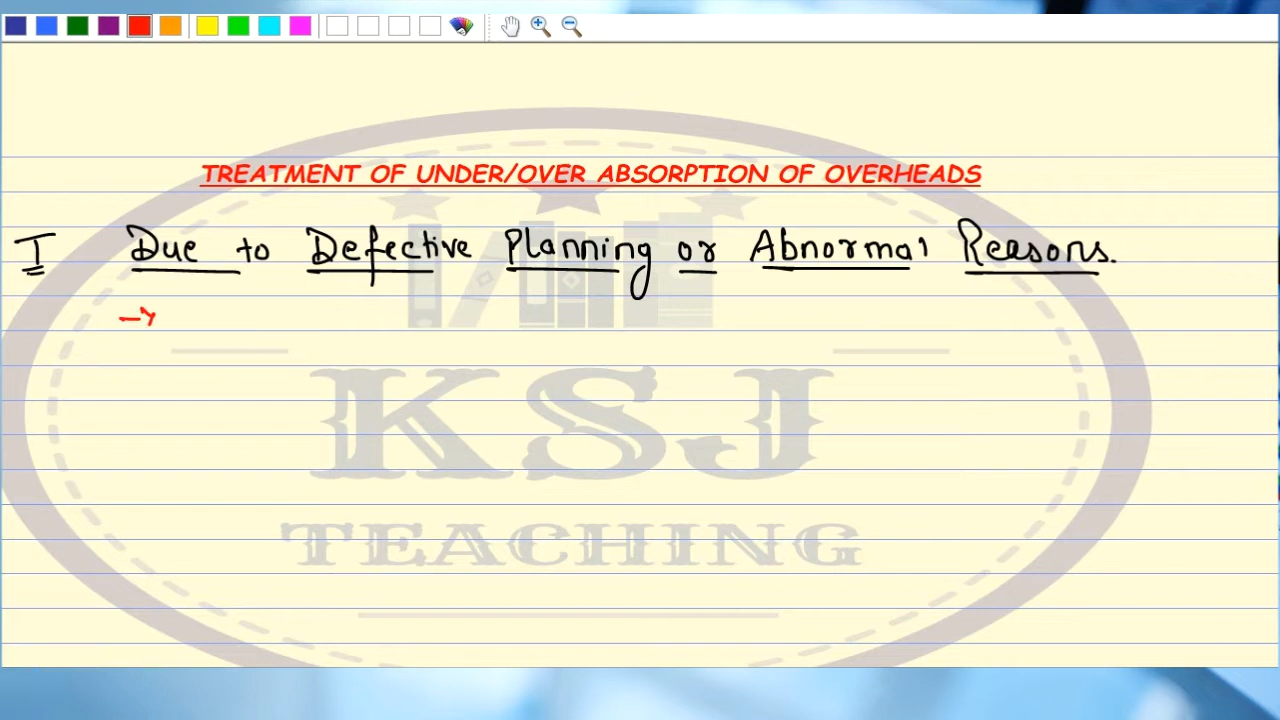 TREATMENT OF UNDER/OVER ABSORPTION OF OVERHEADS
I Due to Defective Planning or Abnormal Reasons.
KSJ
TEACHING